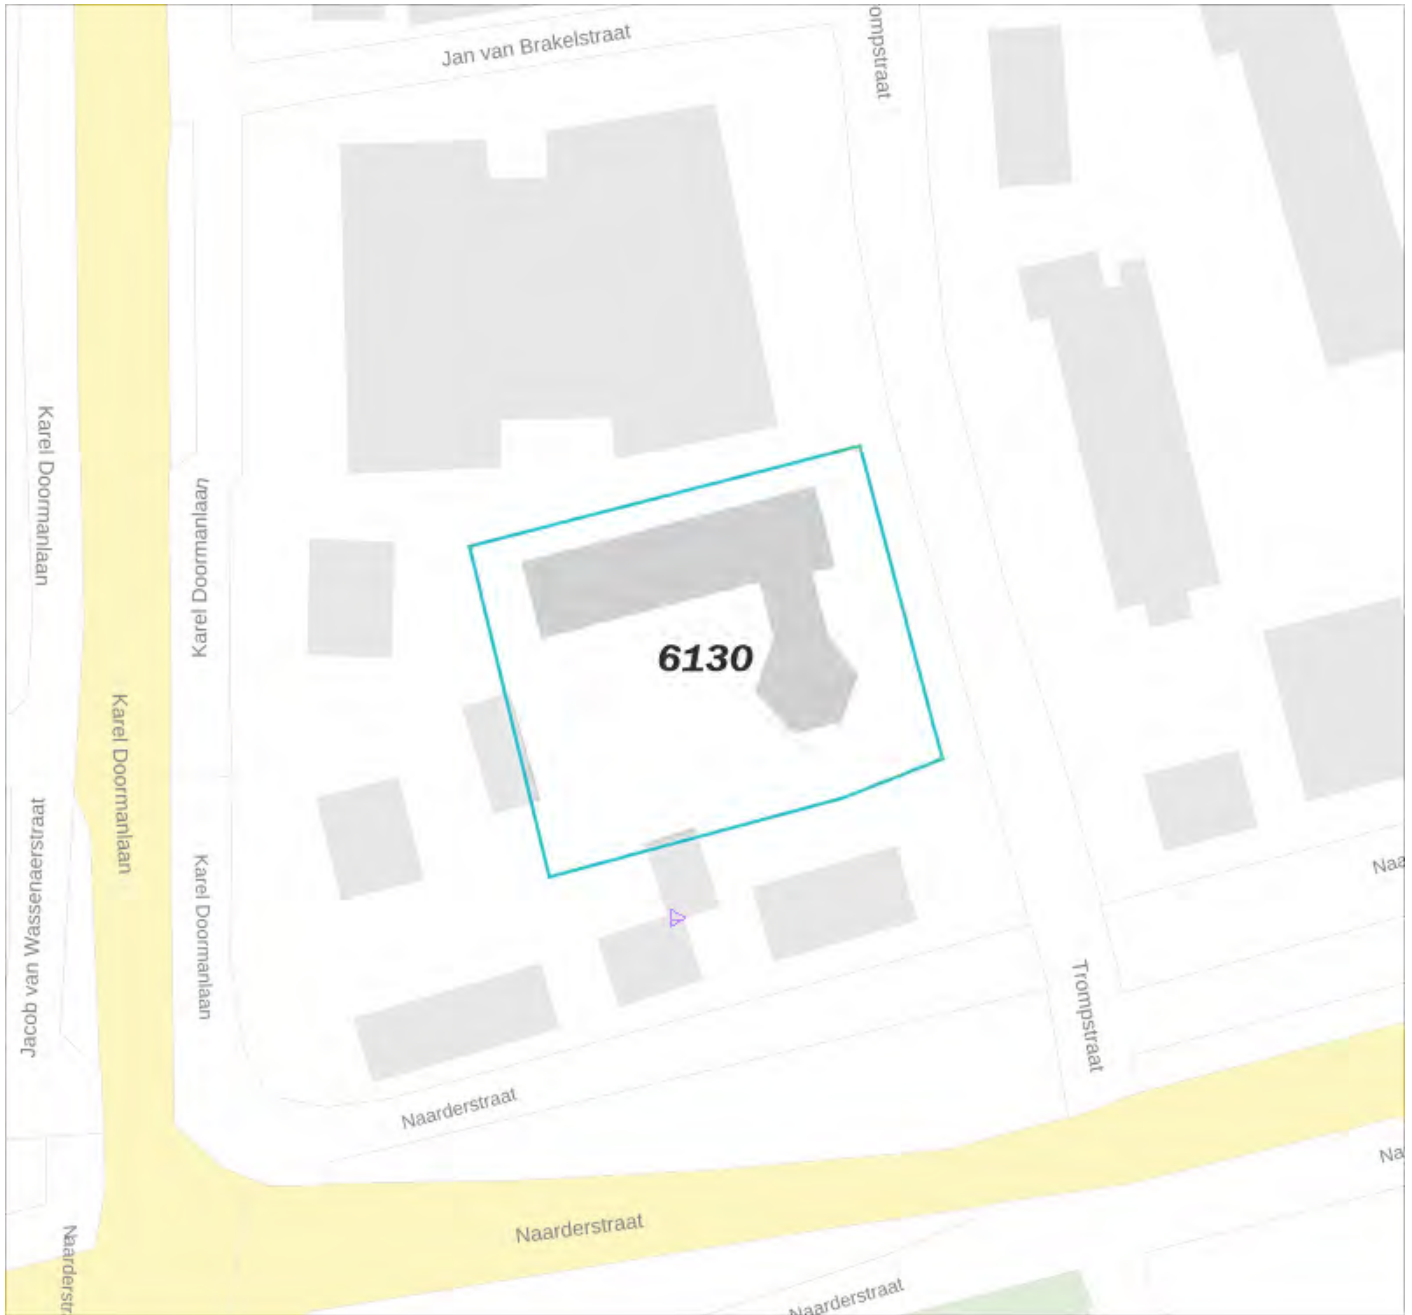 Jan van Brakelstraat
ompstraat
Karel Doormanlaan
Karel Doormanlaan
6130
Karel Doormanlaan
Jacob van Wassenaerstraat
Karel Doormanlaan
Naa
Trompstraat
Naarderstraat
Na
Naarderstraat
Naarderstr
Naarderstraat